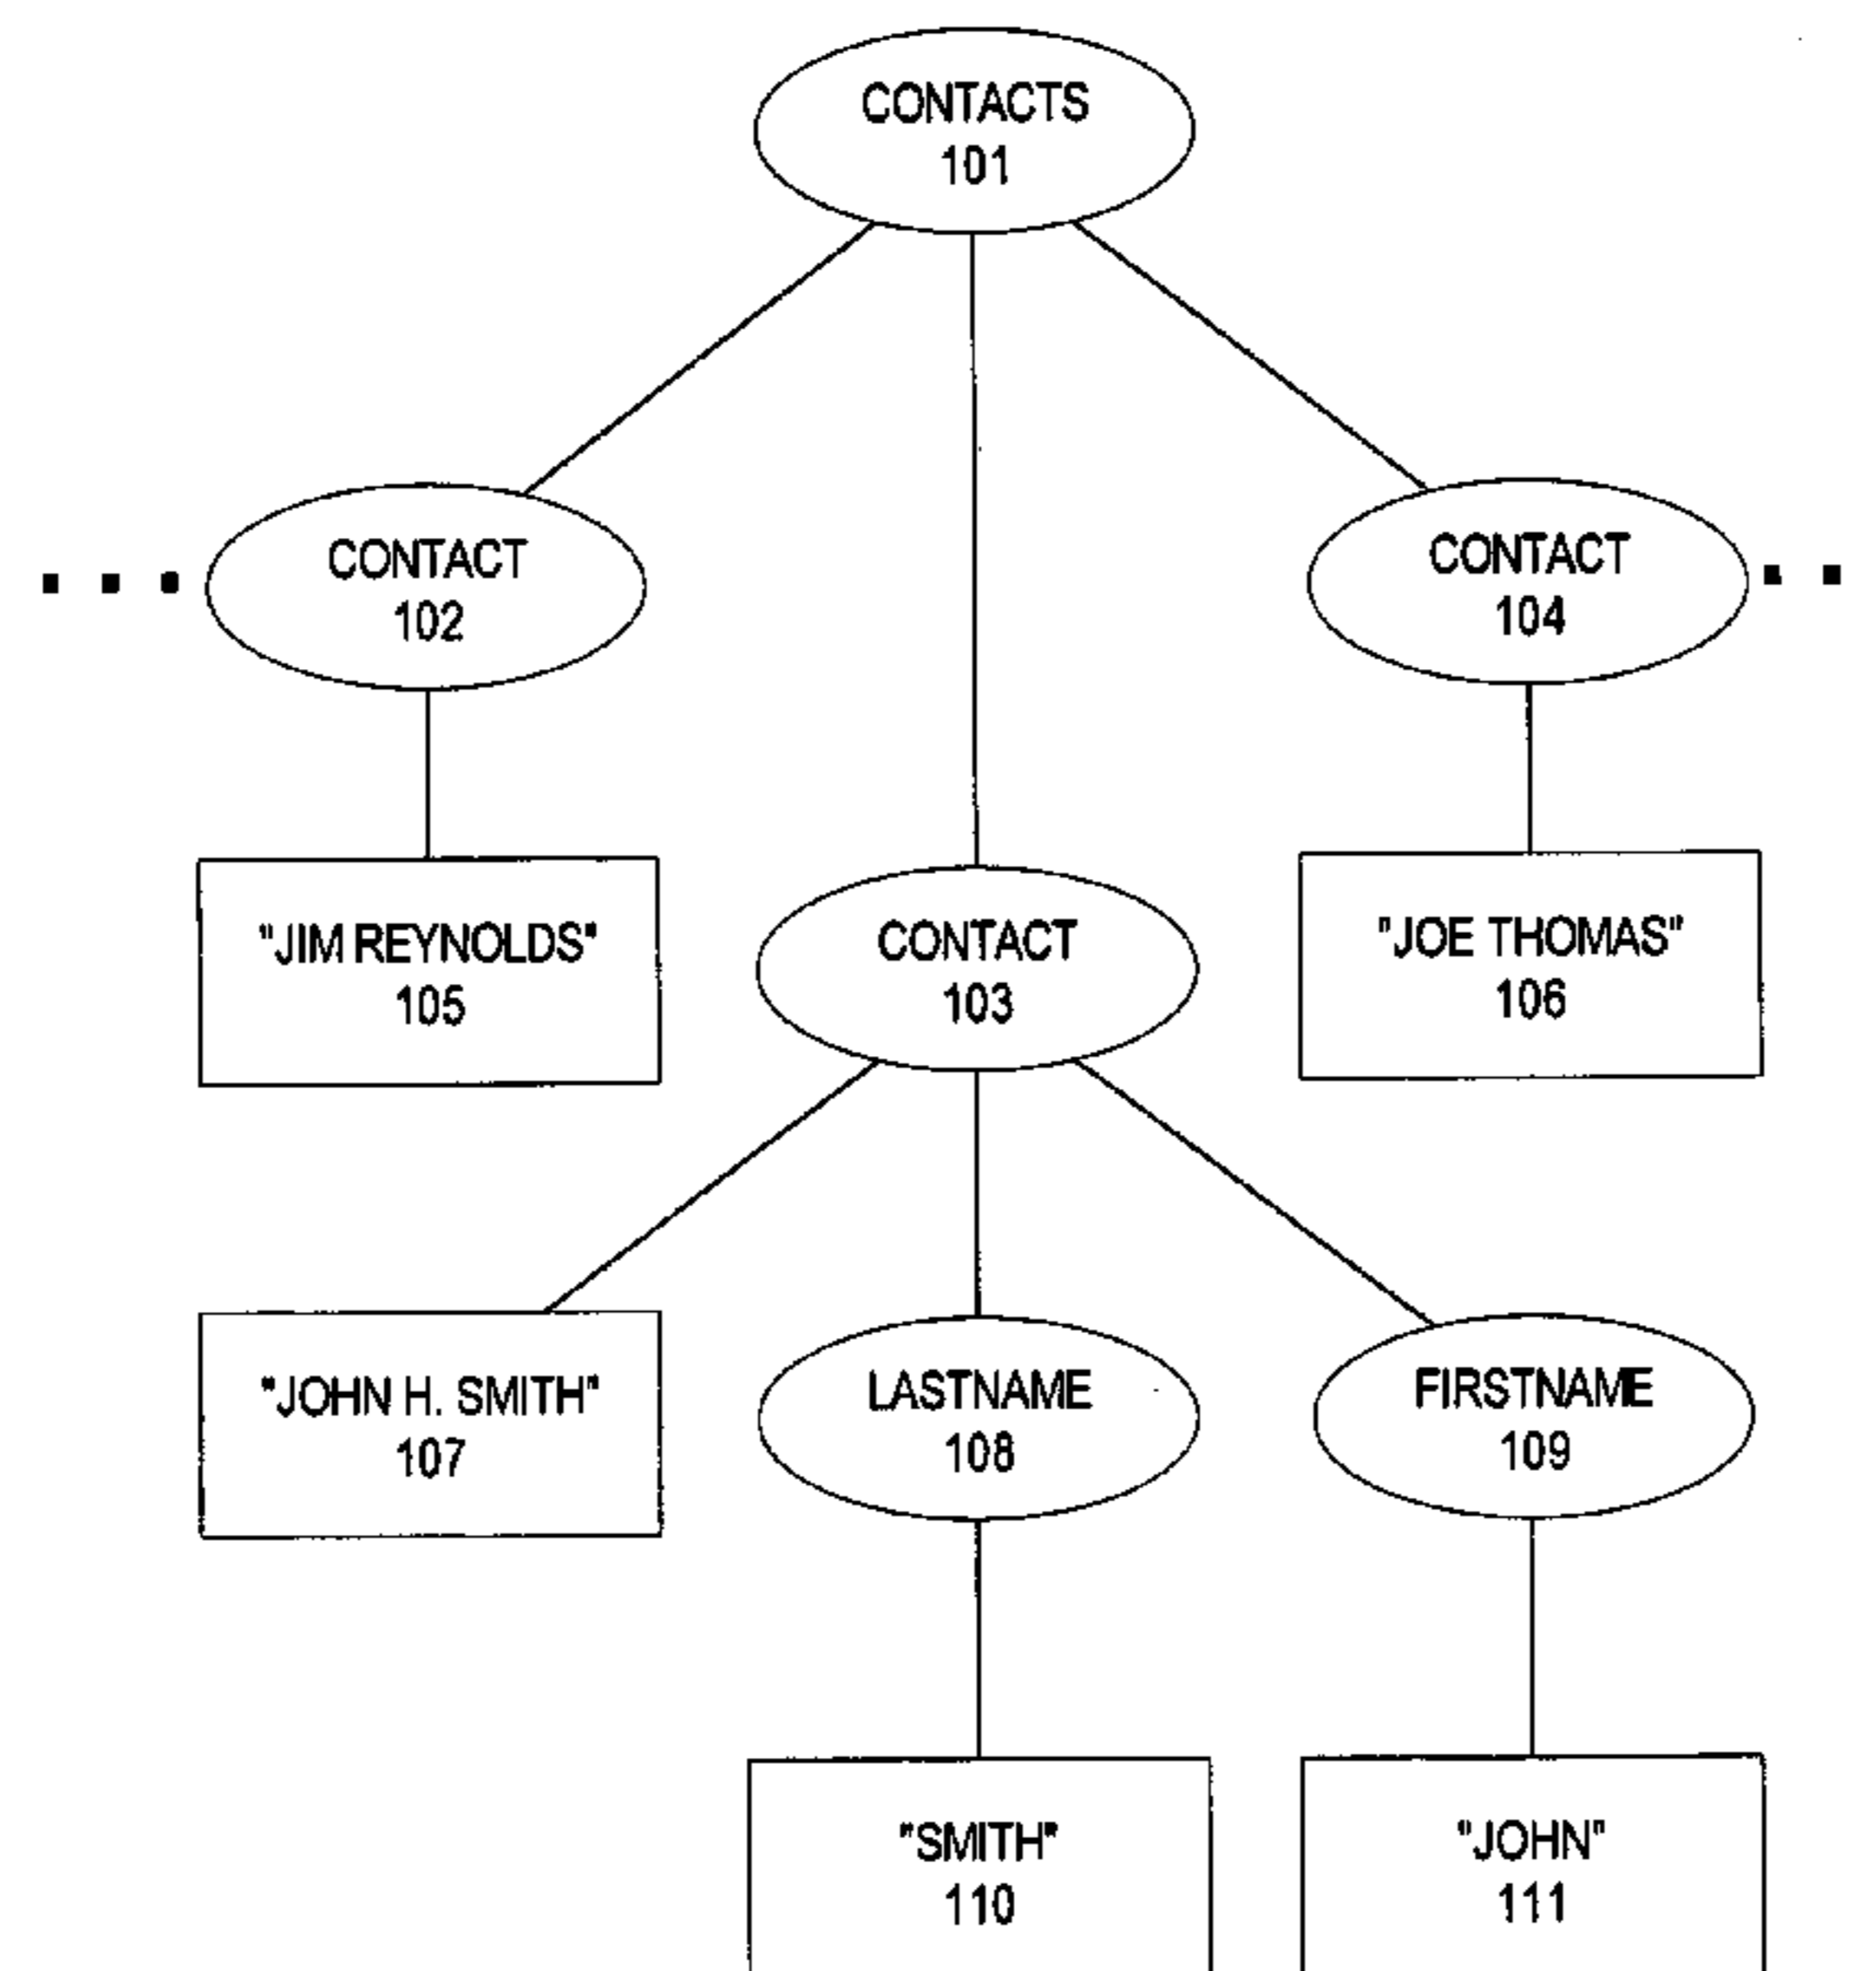 CONTACTS
101
CONTACT
102
CONTACT
104
"JIM REYNOLDS"
105
CONTACT
103
"JOE THOMAS"
106
"JOHN H. SMITH"
107
LASTNAME
108
FIRSTNAME
109
"SMITH"
110
"JOHN"
111